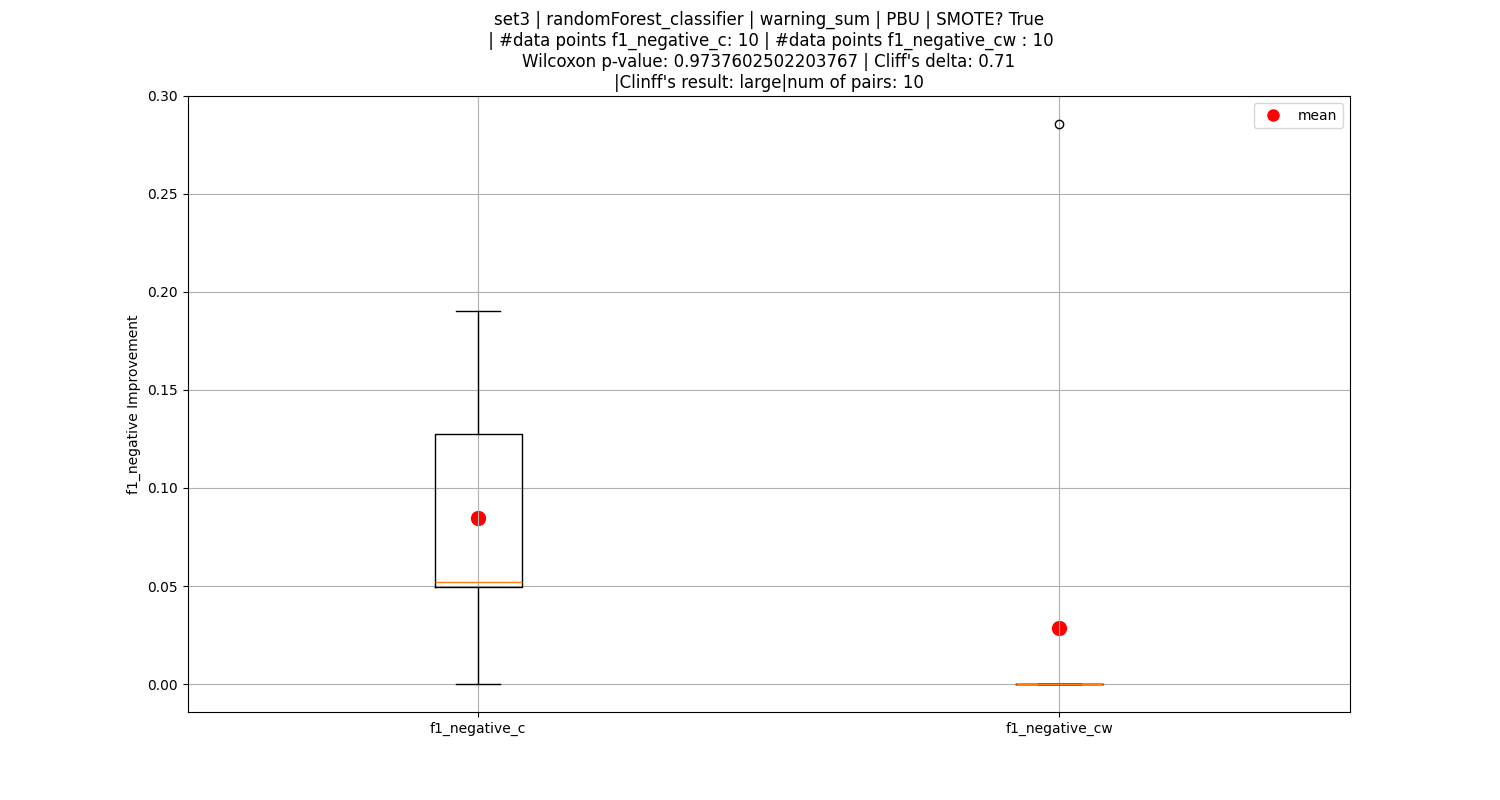 set3 | randomForest_classifier | warning_sum | PBU | SMOTE? True
| #data points f1_negative_c: 10 | #data points f1_negative_cw : 10
Wilcoxon p-value: 0.9737602502203767 | Cliff's delta: 0.71
|Clinff's result: large|num of pairs: 10
mean
f1_negative Improvement
0.30
0.25
0.20
0.15
0.10
0.05
0.00
f1_negative_c
f1_negative_cw